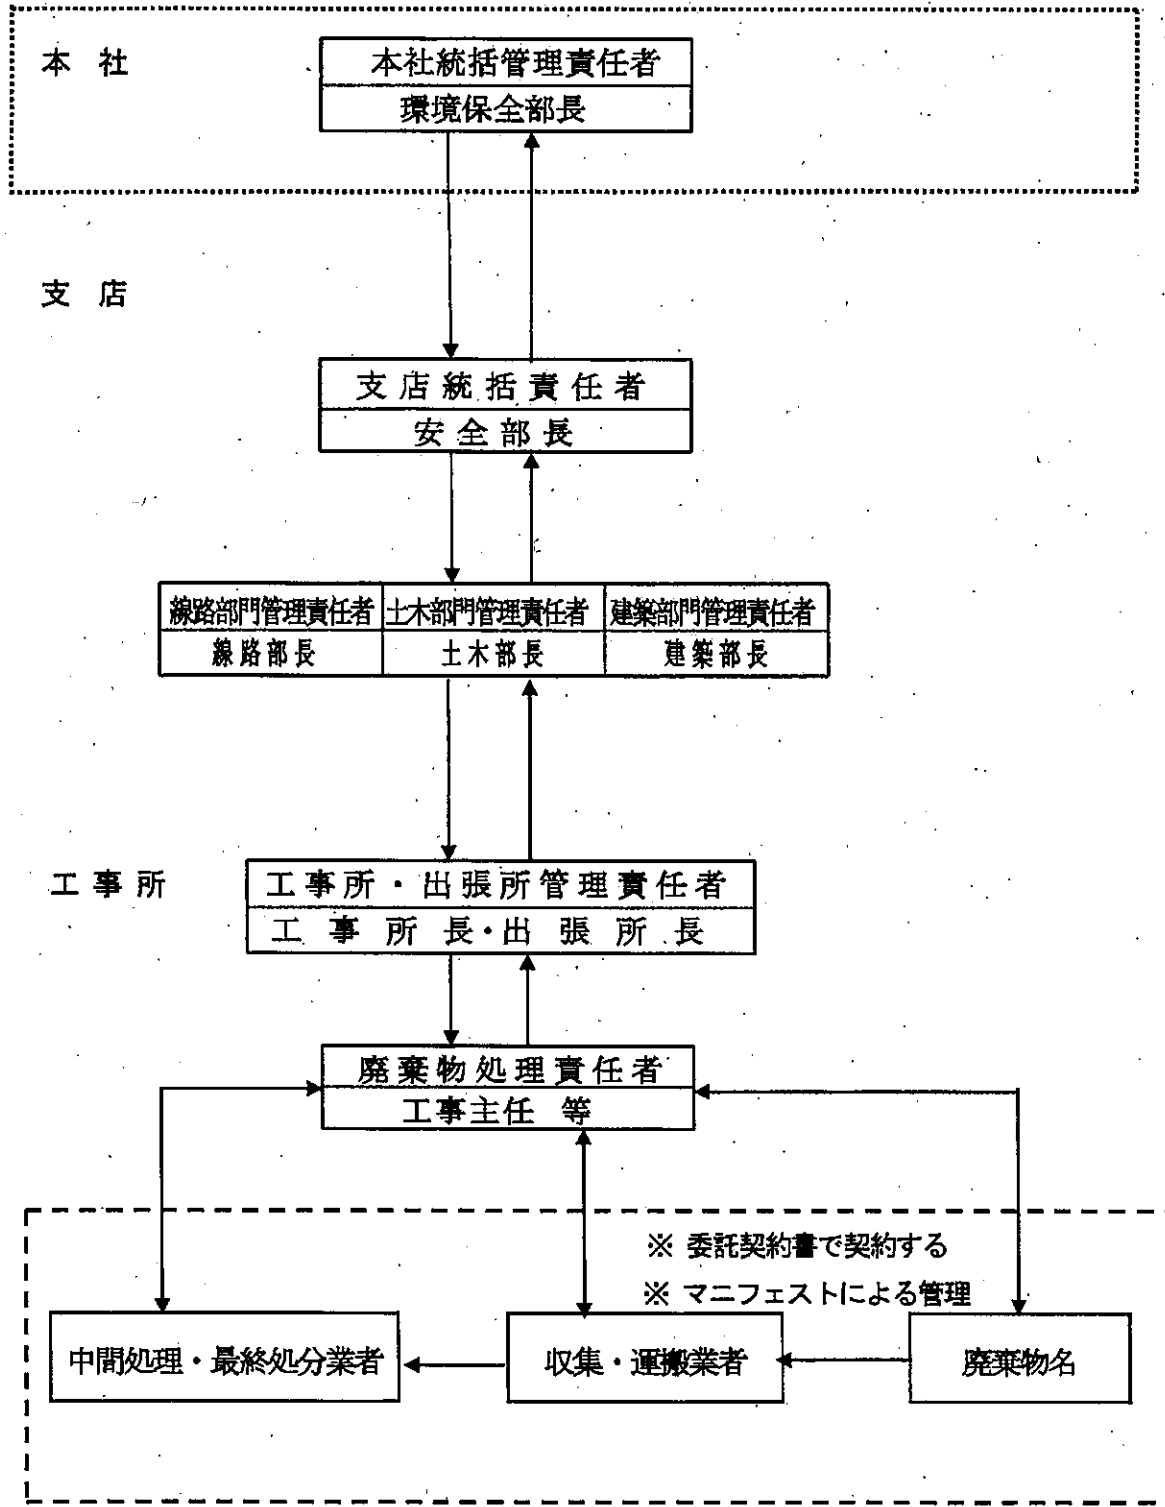 本 社
本社統括管理責任者
環境保全部長
支 店
支店統括責任者
安全部長
線路部門管理責任者 土木部門管理責任者 建築部門管理責任者
線路部長 土木部長 建築部長
工事所
工事所・出張所管理責任者
工事所長・出張所長
廃棄物処理責任者
工事主任 等
※ 委託契約書で契約する
※ マニフェストによる管理
中間処理・最終処分業者 収集・運搬業者 廃棄物名